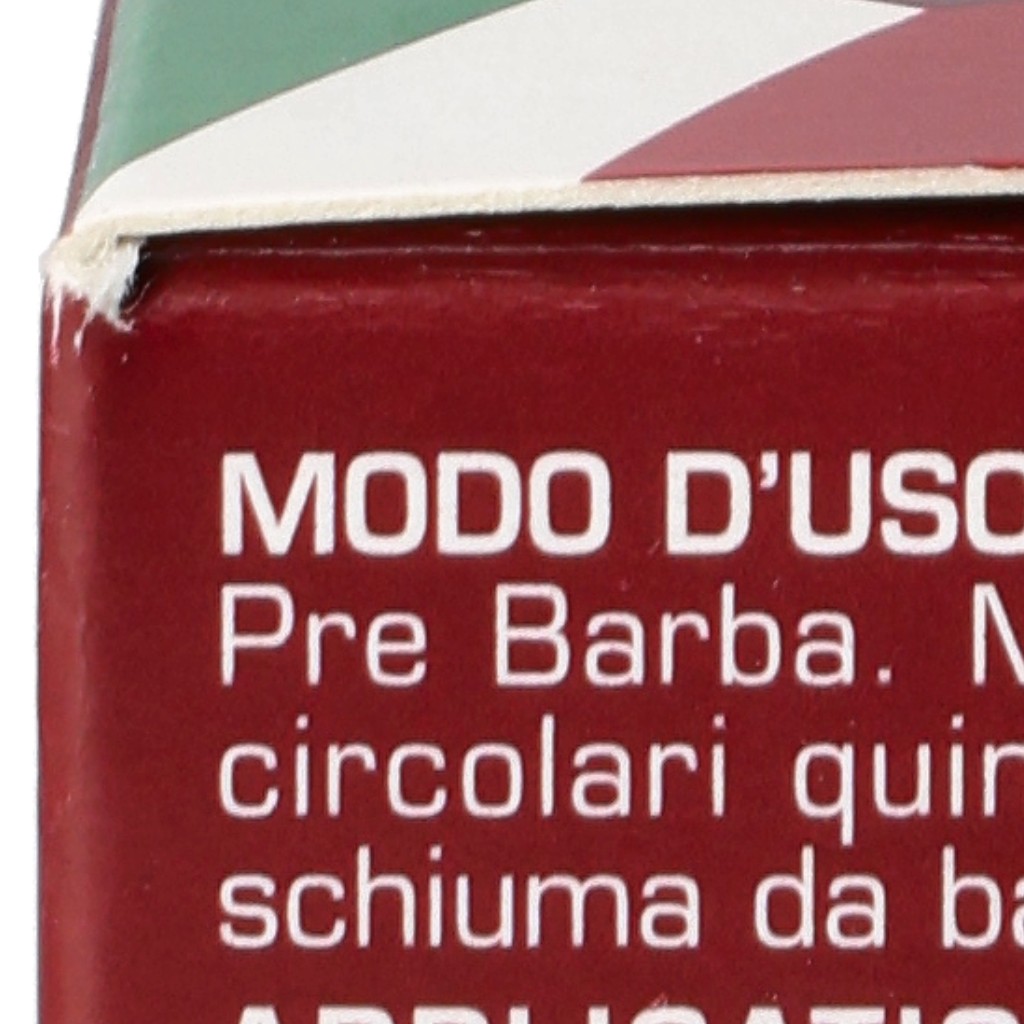 MODO D'USO
Pre Barba.
circolari
schiuma da